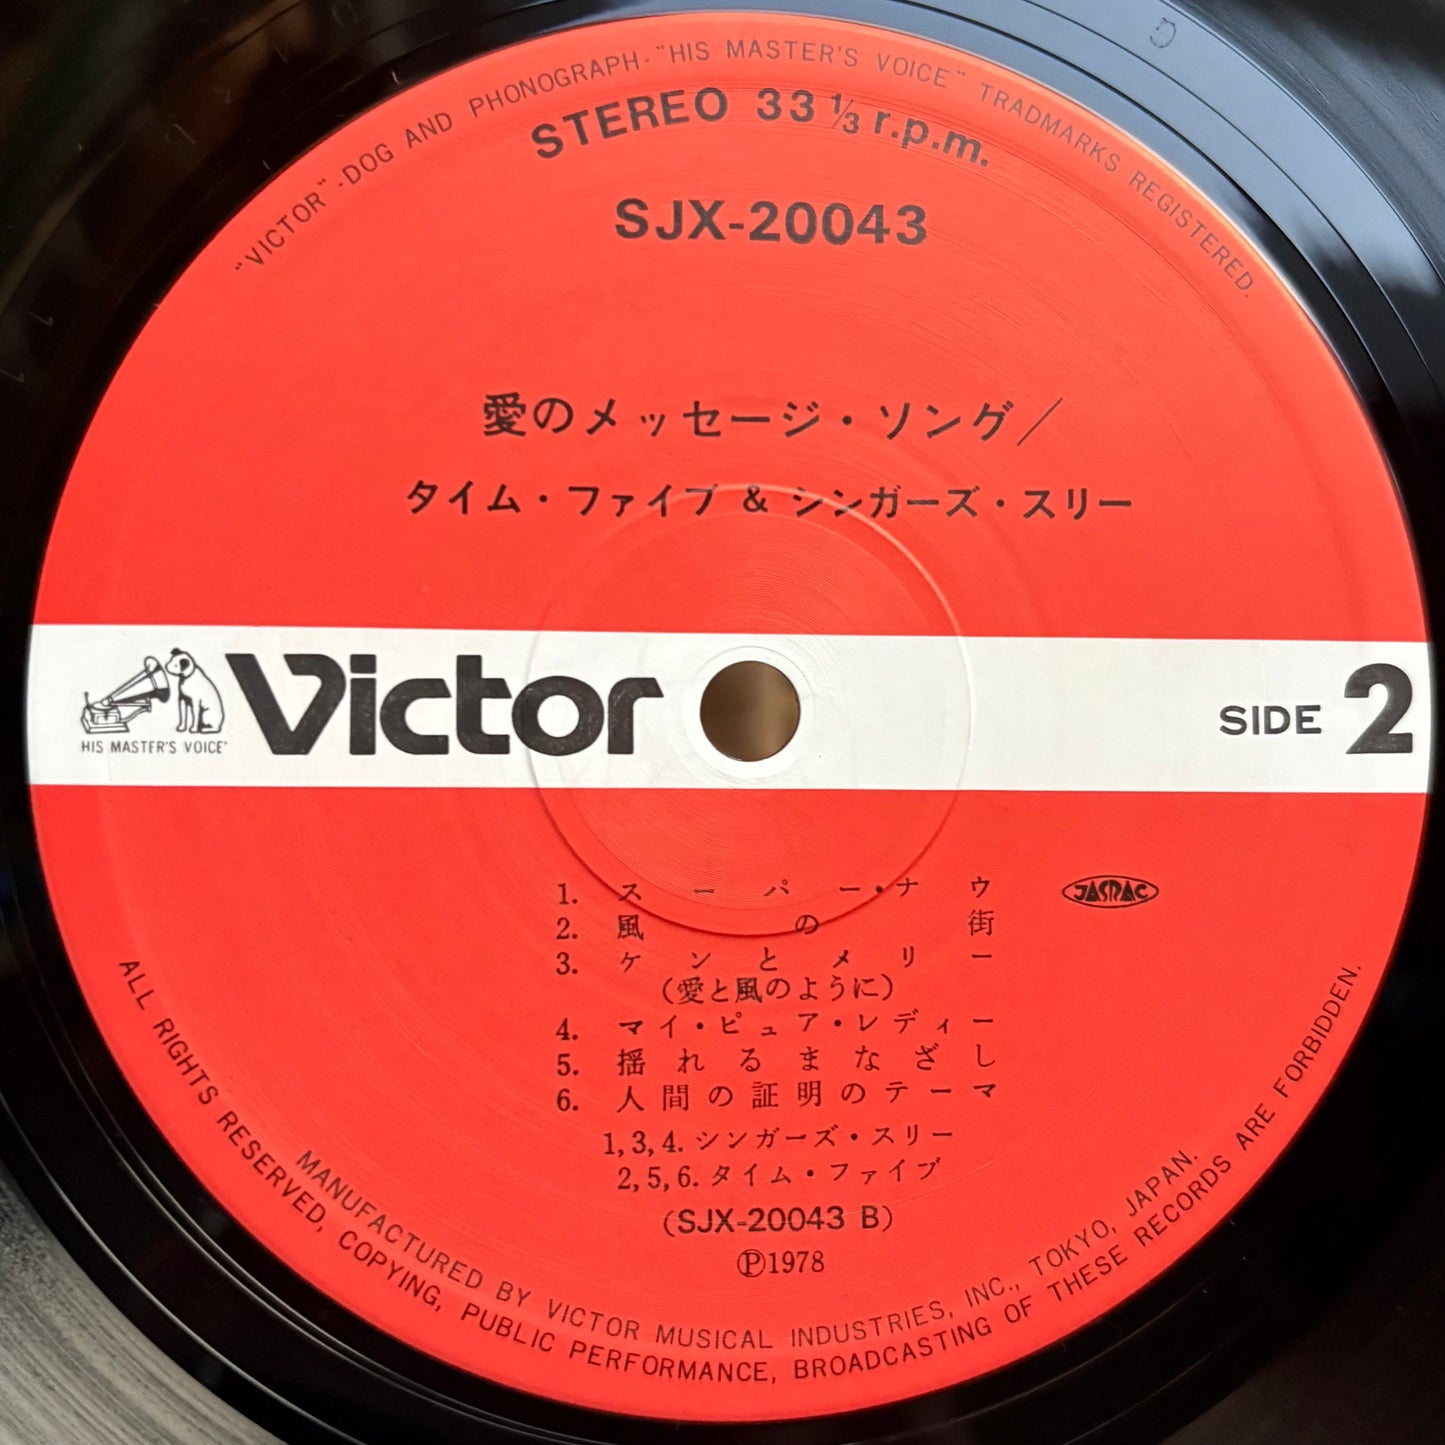 "VICTOR"-DOG AND PHONOGRAPH-"HIS MASTER'S VOICE" TRADMARKS REGISTERED.
STEREO 33 1/3 r.p.m.
SJX-20043
愛のメッセージ・ソング/
タイム・ファイブ & シンガーズ・スリー
HIS MASTER'S VOICE
Victor
SIDE 2
1. スーパー・ナウ
JASRAC
2. 風の街
3. ケンとメリー
(愛と風のように)
4. マイ・ピュア・レディー
5. 揺れるまなざし
6. 人間の証明のテーマ
1,3,4. シンガーズ・スリー
2,5,6. タイム・ファイブ
(SJX-20043 B)
Ⓟ1978
MANUFACTURED BY VICTOR MUSICAL INDUSTRIES, INC., TOKYO, JAPAN.
ALL RIGHTS RESERVED, COPYING, PUBLIC PERFORMANCE, BROADCASTING OF THESE RECORDS ARE FORBIDDEN.